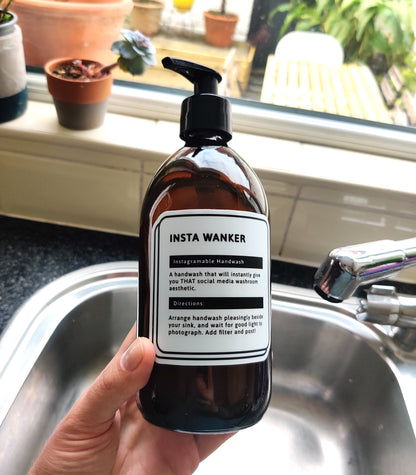 INSTA WANKER
Instagramable Handwash
A handwash that will instantly give
you THAT social media washroom
aesthetic.
Directions:
Arrange handwash pleasingly beside
your sink, and wait for good light to
photograph. Add filter and post!